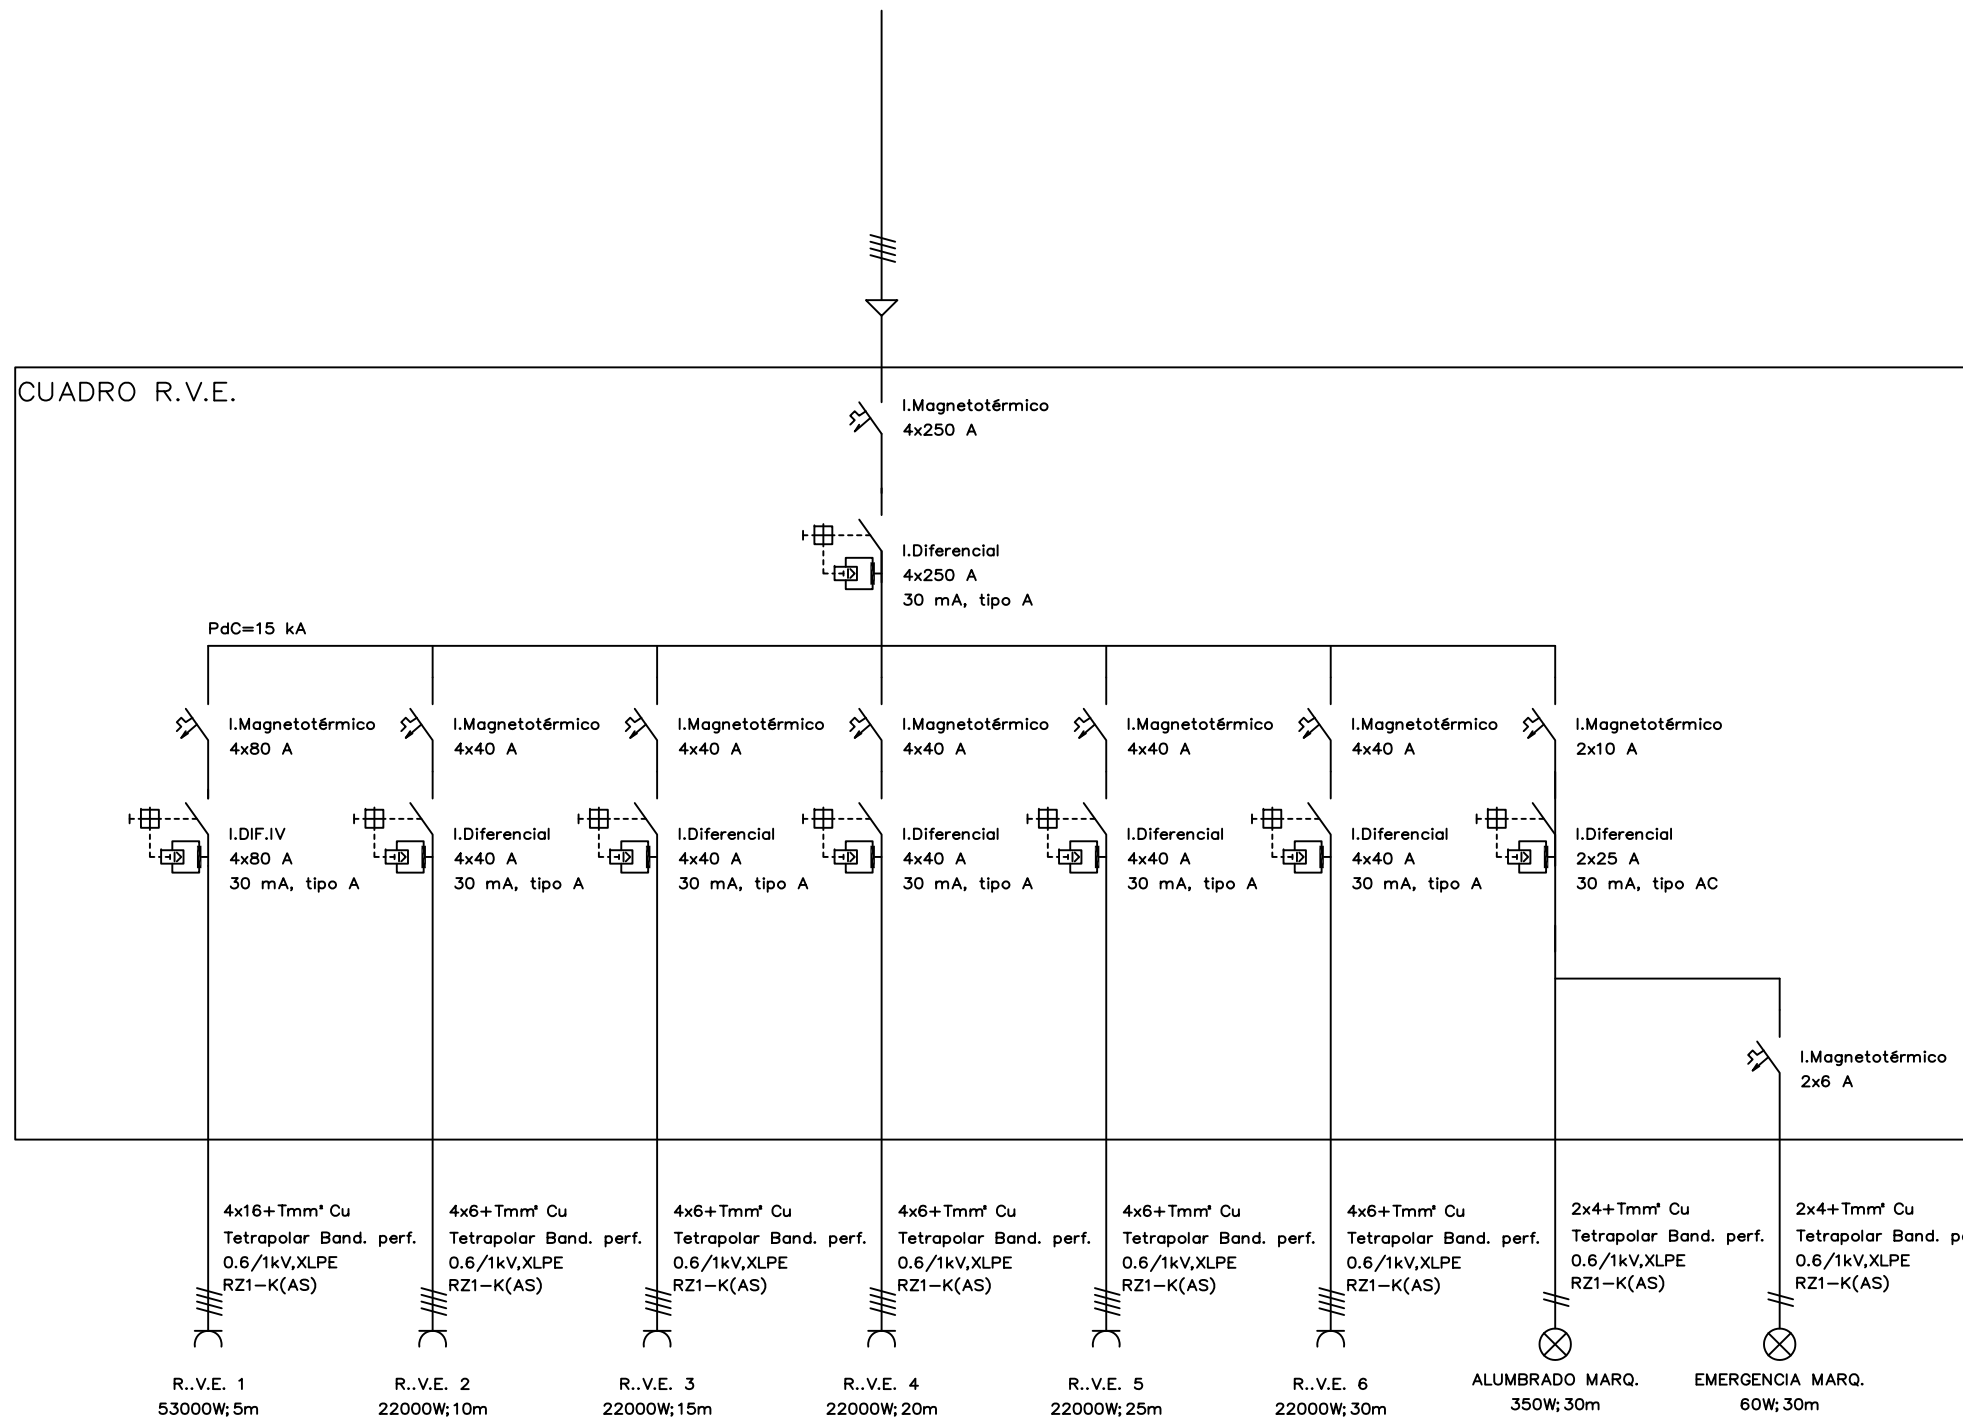 CUADRO R.V.E.
I.Magnetotérmico
4x250 A
I.Diferencial
4x250 A
30 mA, tipo A
PdC=15 kA
I.Magnetotérmico
4x80 A
I.Magnetotérmico
4x40 A
I.Magnetotérmico
4x40 A
I.Magnetotérmico
4x40 A
I.Magnetotérmico
4x40 A
I.Magnetotérmico
4x40 A
I.Magnetotérmico
2x10 A
I.DIF.IV
4x80 A
30 mA, tipo A
I.Diferencial
4x40 A
30 mA, tipo A
I.Diferencial
4x40 A
30 mA, tipo A
I.Diferencial
4x40 A
30 mA, tipo A
I.Diferencial
4x40 A
30 mA, tipo A
I.Diferencial
4x40 A
30 mA, tipo A
I.Diferencial
2x25 A
30 mA, tipo AC
I.Magnetotérmico
2x6 A
4x16+Tmm² Cu
Tetrapolar Band. perf.
0.6/1kV,XLPE
RZ1-K(AS)
4x6+Tmm² Cu
Tetrapolar Band. perf.
0.6/1kV,XLPE
RZ1-K(AS)
4x6+Tmm² Cu
Tetrapolar Band. perf.
0.6/1kV,XLPE
RZ1-K(AS)
4x6+Tmm² Cu
Tetrapolar Band. perf.
0.6/1kV,XLPE
RZ1-K(AS)
4x6+Tmm² Cu
Tetrapolar Band. perf.
0.6/1kV,XLPE
RZ1-K(AS)
4x6+Tmm² Cu
Tetrapolar Band. perf.
0.6/1kV,XLPE
RZ1-K(AS)
2x4+Tmm² Cu
Tetrapolar Band. perf.
0.6/1kV,XLPE
RZ1-K(AS)
2x4+Tmm² Cu
Tetrapolar Band.
0.6/1kV,XLPE
RZ1-K(AS)
R..V.E. 1
53000W;5m
R..V.E. 2
22000W;10m
R..V.E. 3
22000W;15m
R..V.E. 4
22000W;20m
R..V.E. 5
22000W;25m
R..V.E. 6
22000W;30m
ALUMBRADO MARQ.
350W;30m
EMERGENCIA MARQ.
60W;30m